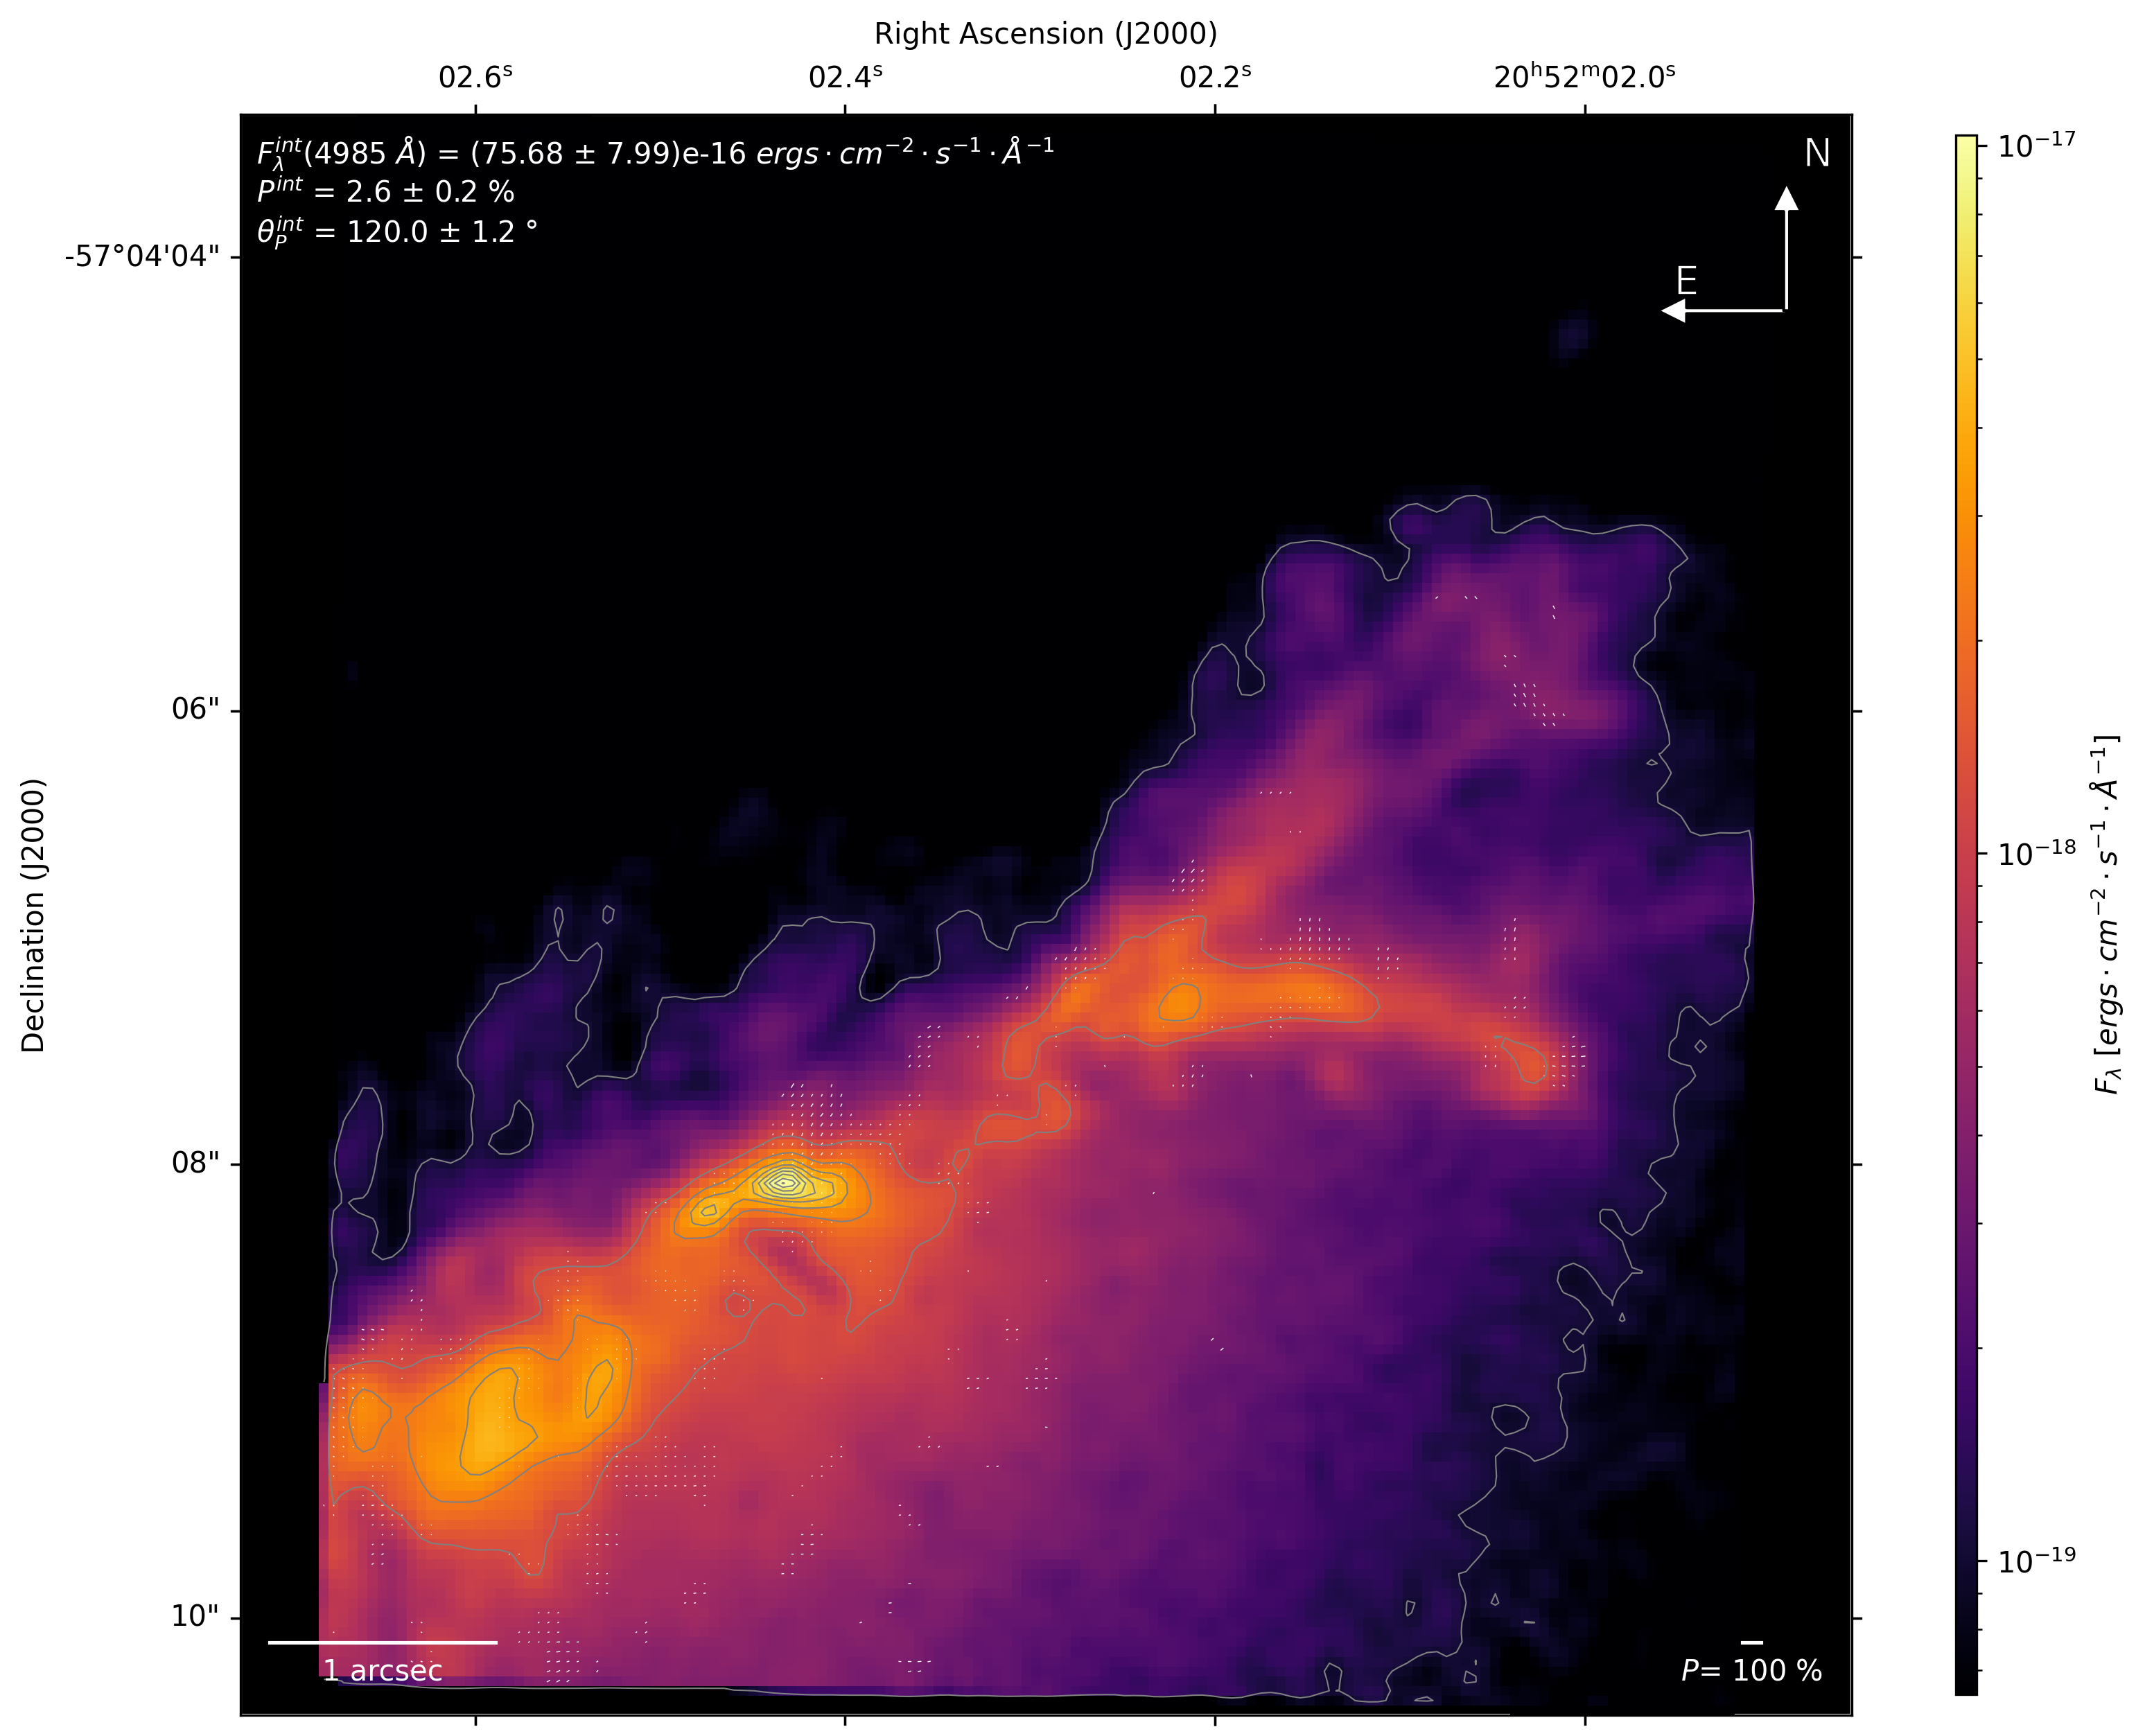 Right Ascension (J2000)
02.6ˢ 02.4ˢ 02.2ˢ 20ʰ52ᵐ02.0ˢ
F_λ^int(4985 Å) = (75.68 ± 7.99)e-16 ergs · cm⁻² · s⁻¹ · Å⁻¹
P^int = 2.6 ± 0.2 %
θ_P^int = 120.0 ± 1.2 °
N
E
-57°04'04"
06"
08"
10"
Declination (J2000)
1 arcsec
P= 100 %
10⁻¹⁷
10⁻¹⁸
10⁻¹⁹
F_λ [ergs · cm⁻² · s⁻¹ · Å⁻¹]